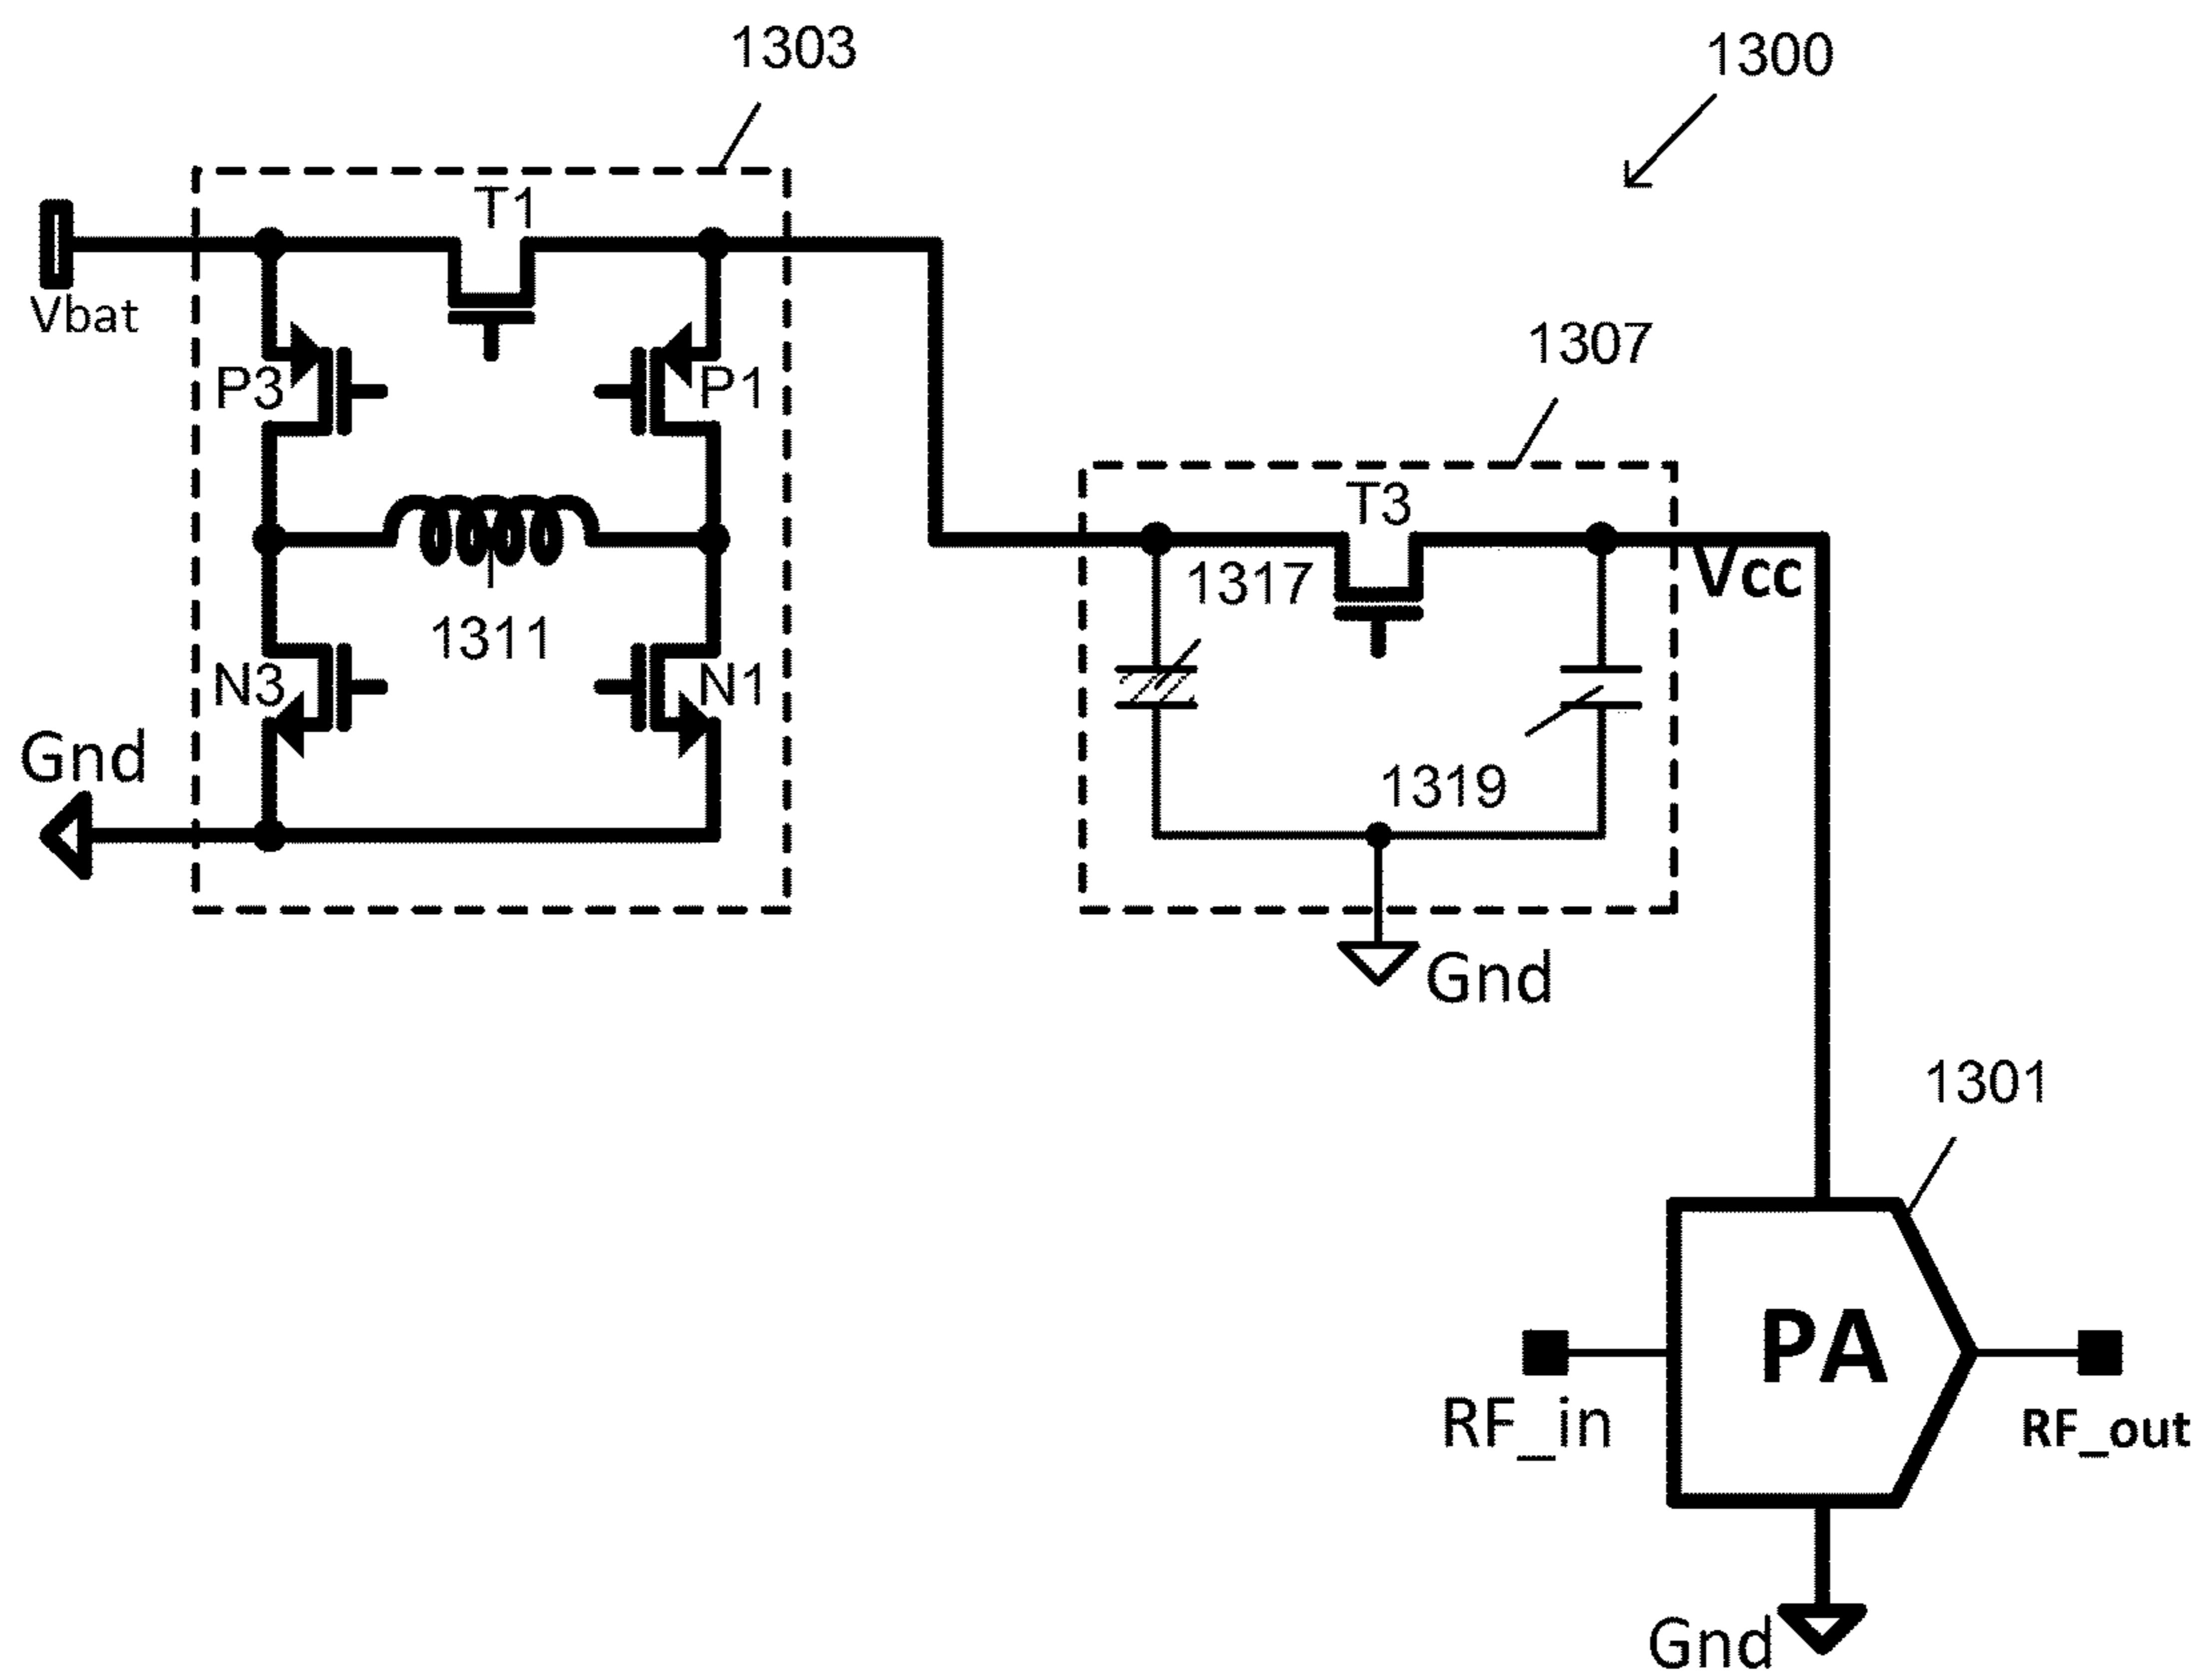 1303
1300
T1
Vbat
1307
P3
P1
T3
1317
Vcc
1311
N3
N1
Gnd
1319
Gnd
1301
PA
RF_in
RF_out
Gnd